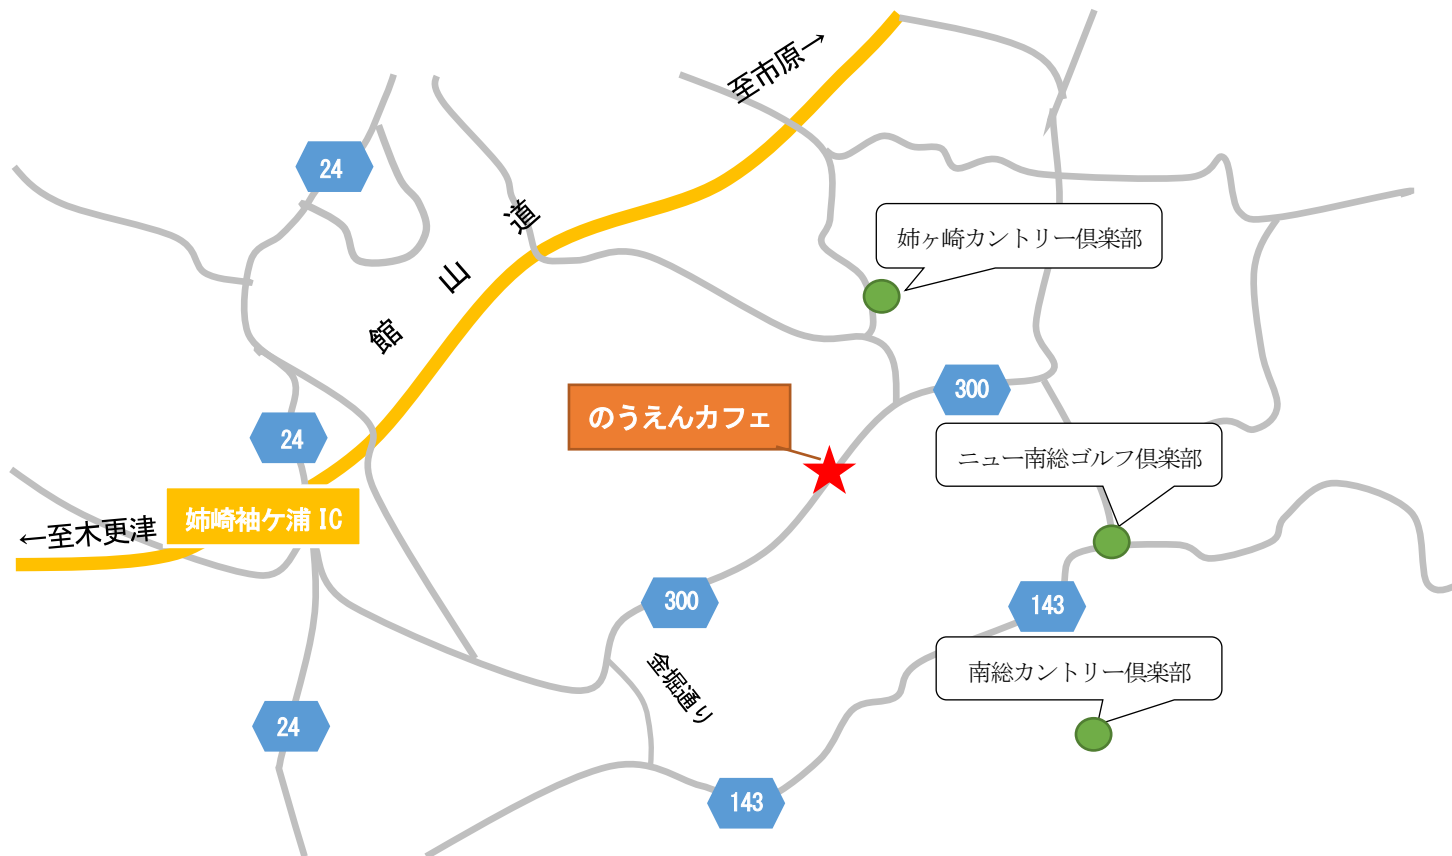 至市原→
24
館山道
姉ヶ崎カントリー倶楽部
300
のうえんカフェ
24
ニュー南総ゴルフ倶楽部
姉崎袖ケ浦 IC
←至木更津
300
143
金堀通り
南総カントリー倶楽部
24
143